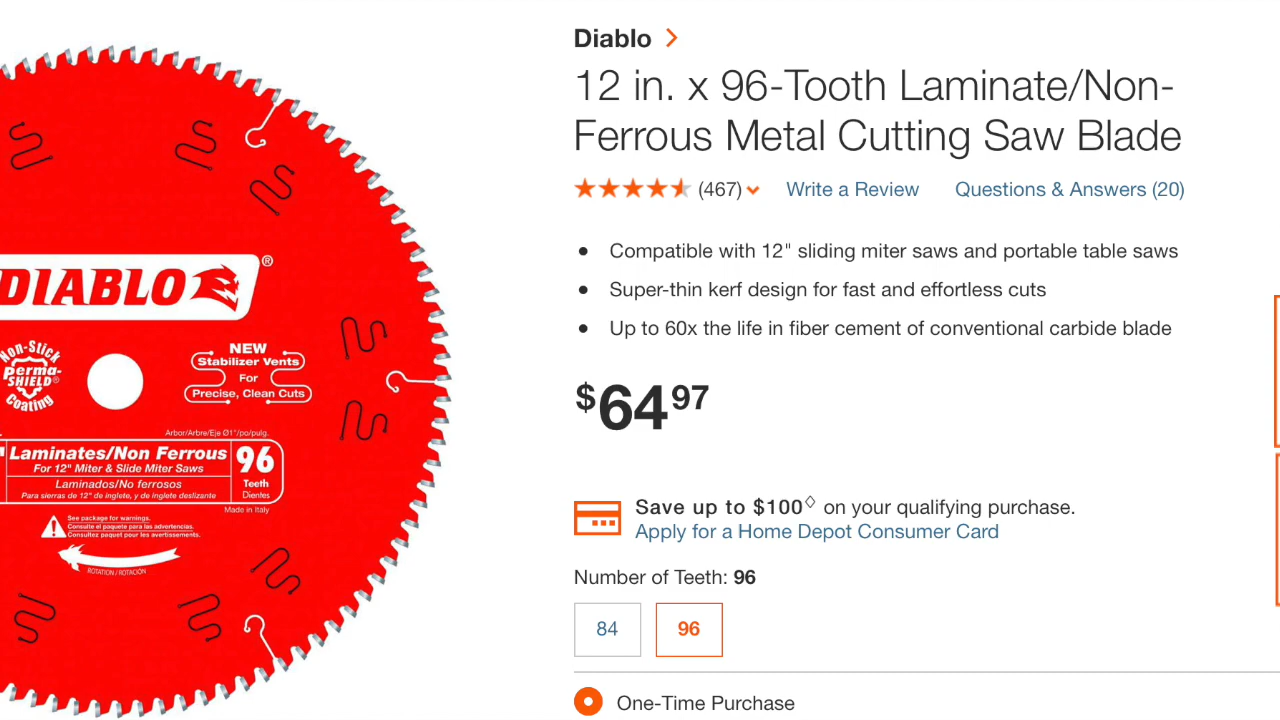 Diablo
12 in. x 96-Tooth Laminate/Non-
Ferrous Metal Cutting Saw Blade
(467)
Write a Review
Questions & Answers (20)
Compatible with 12" sliding miter saws and portable table saws
Super-thin kerf design for fast and effortless cuts
Up to 60x the life in fiber cement of conventional carbide blade
$64 97
Save up to $100◊ on your qualifying purchase.
Apply for a Home Depot Consumer Card
Number of Teeth: 96
84
96
One-Time Purchase
DIABLO®
Non-Stick
Perma-
SHIELD®
Coating
NEW
Stabilizer Vents
For
Precise, Clean Cuts
Arbor/Arbre/Eje Ø1"/po/pulg.
Laminates/Non Ferrous
For 12" Miter & Slide Miter Saws
Laminados/No ferrosos
Para sierras de 12" de inglete, y de inglete deslizante
96
Teeth
Dientes
Made in Italy
See package for warnings.
Consulte el paquete para las advertencias.
Consultez paquet pour les avertissements.
ROTATION / ROTACIÓN